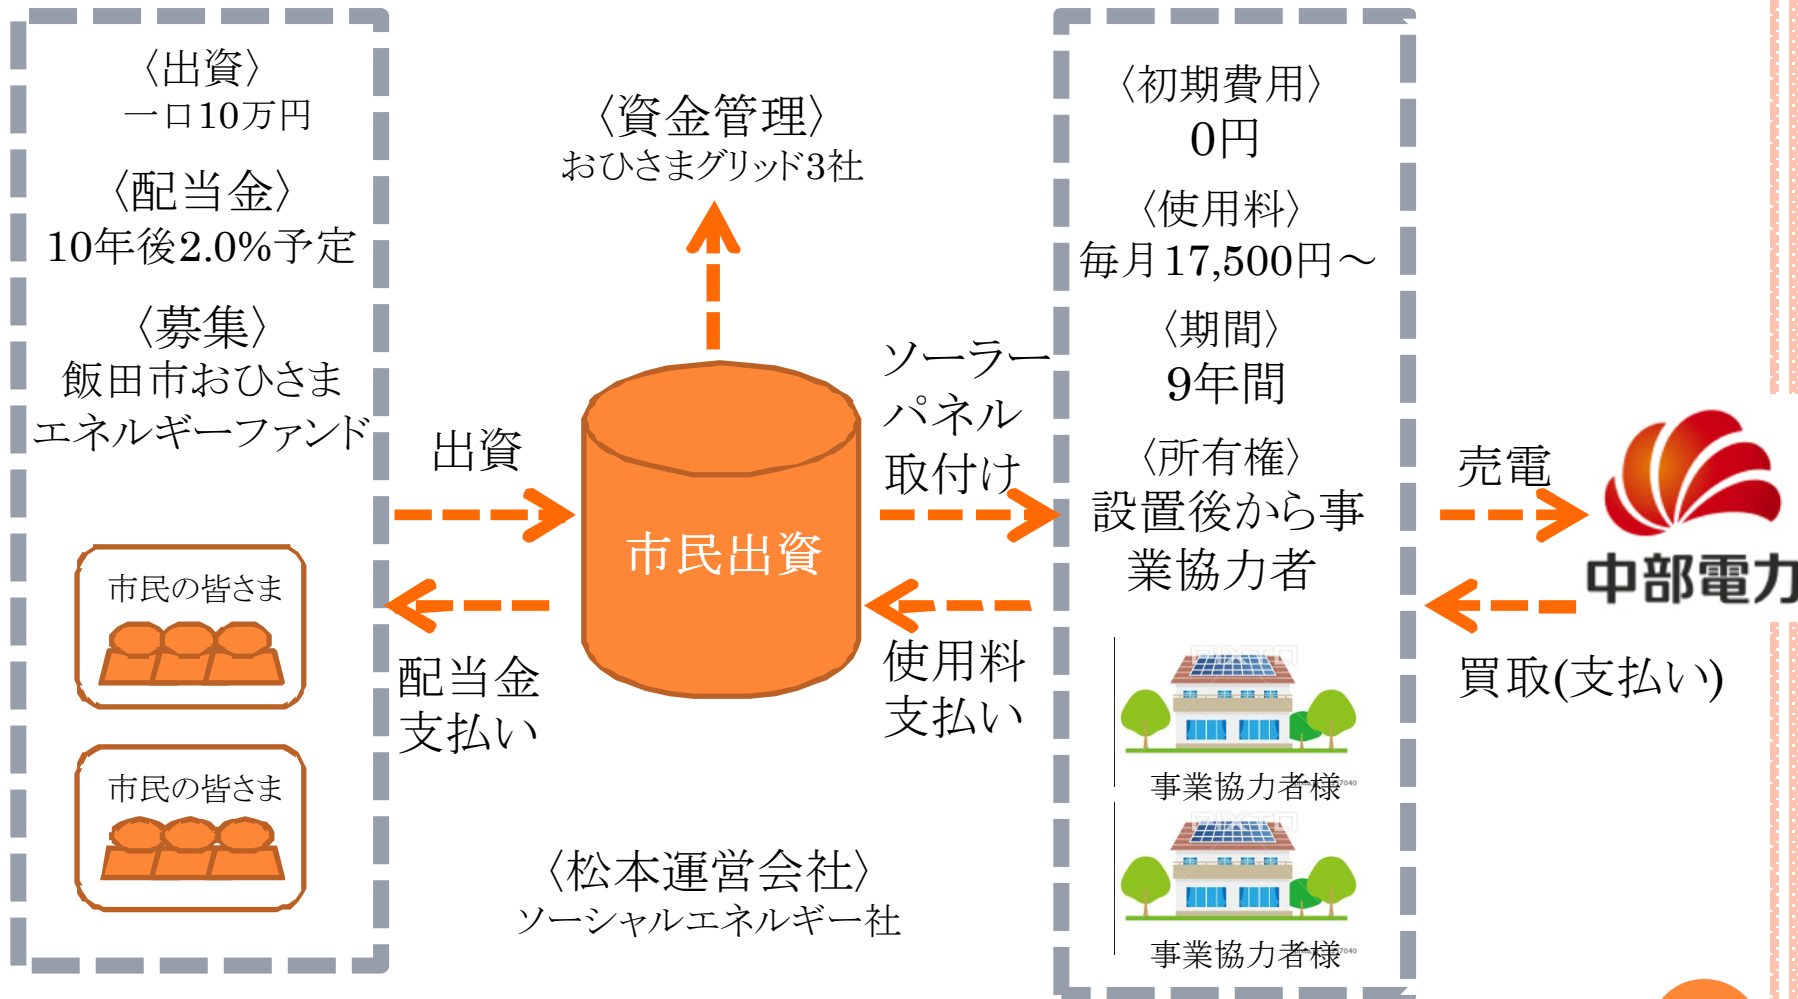 〈出資〉
一口10万円
〈配当金〉
10年後2.0%予定
〈募集〉
飯田市おひさま
エネルギーファンド
市民の皆さま
市民の皆さま
出資
配当金
支払い
〈資金管理〉
おひさまグリッド3社
市民出資
〈松本運営会社〉
ソーシャルエネルギー社
ソーラー
パネル
取付け
使用料
支払い
〈初期費用〉
0円
〈使用料〉
毎月17,500円～
〈期間〉
9年間
〈所有権〉
設置後から事
業協力者
事業協力者様
事業協力者様
売電
買取(支払い)
中部電力